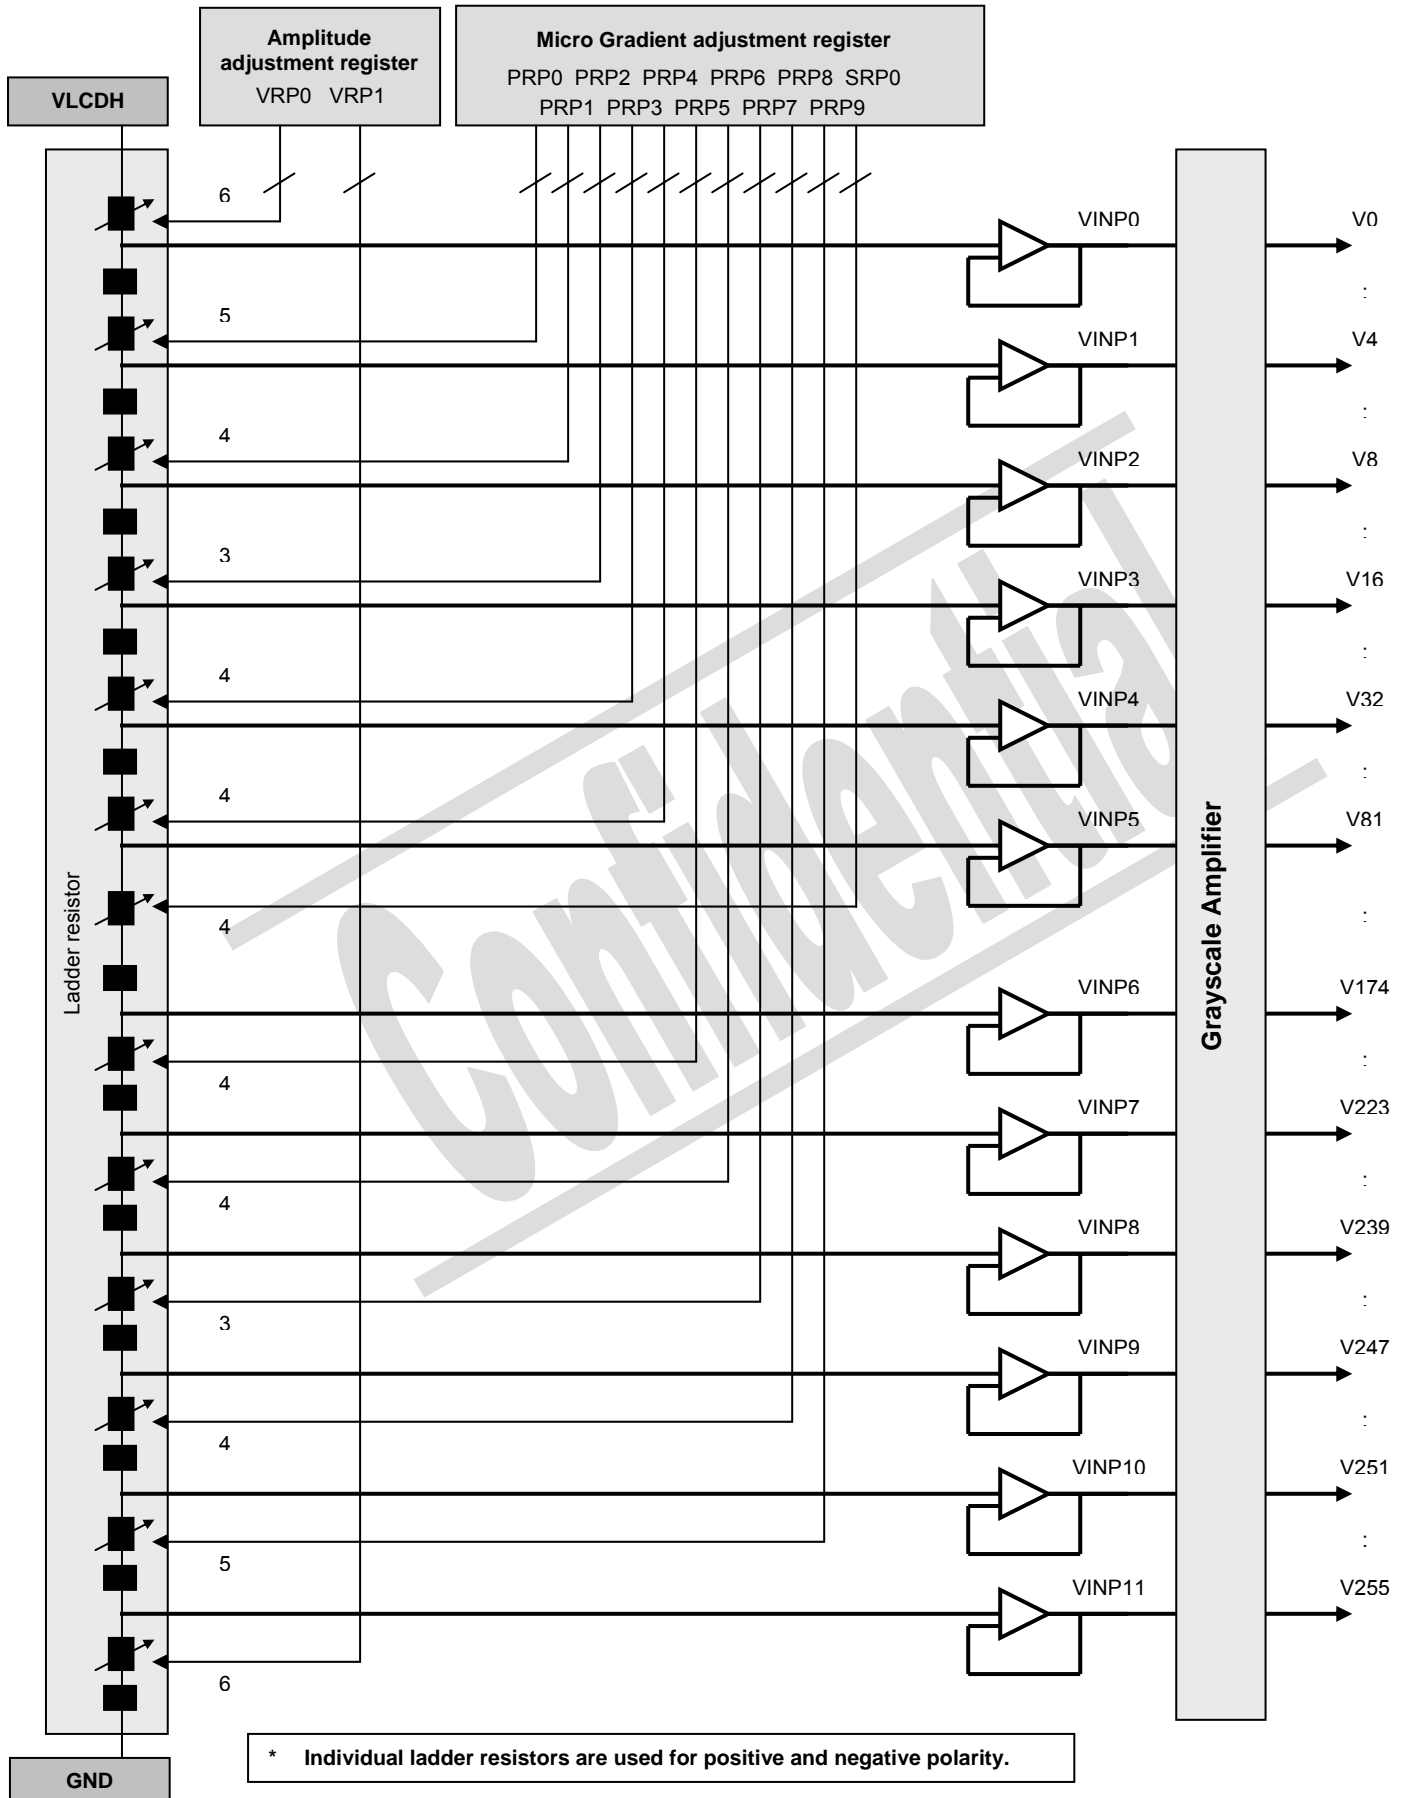 Amplitude
adjustment register
VRP0 VRP1
Micro Gradient adjustment register
PRP0 PRP2 PRP4 PRP6 PRP8 SRP0
PRP1 PRP3 PRP5 PRP7 PRP9
VLCDH
6
VINP0
V0
:
5
VINP1
V4
:
4
VINP2
V8
:
3
VINP3
V16
:
4
VINP4
V32
:
4
VINP5
V81
Ladder resistor
4
Confidential
Grayscale Amplifier
:
VINP6
V174
:
4
VINP7
V223
:
4
VINP8
V239
:
3
VINP9
V247
:
4
VINP10
V251
:
5
VINP11
V255
6
* Individual ladder resistors are used for positive and negative polarity.
GND